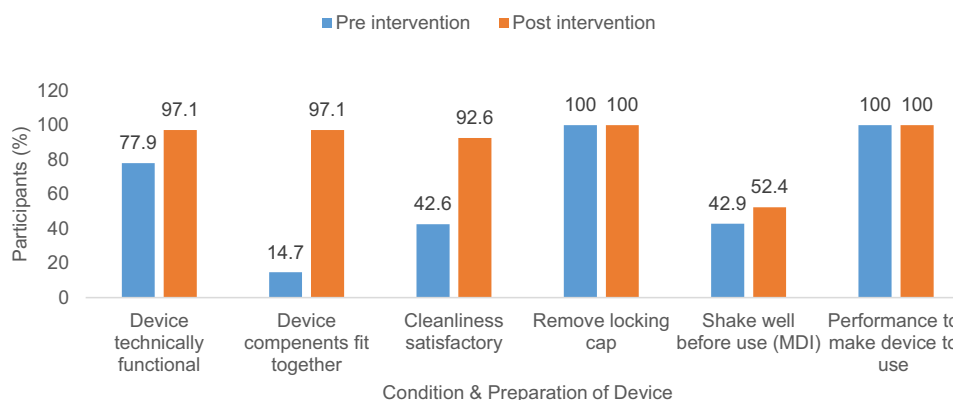 Pre intervention Post intervention
120
100
80
60
40
20
0
Participants (%)
77.9 97.1
14.7 97.1
42.6 92.6
100 100
42.9 52.4
100 100
Device technically functional
Device compenents fit together
Cleanliness satisfactory
Remove locking cap
Shake well before use (MDI)
Performance to make device to use
Condition & Preparation of Device